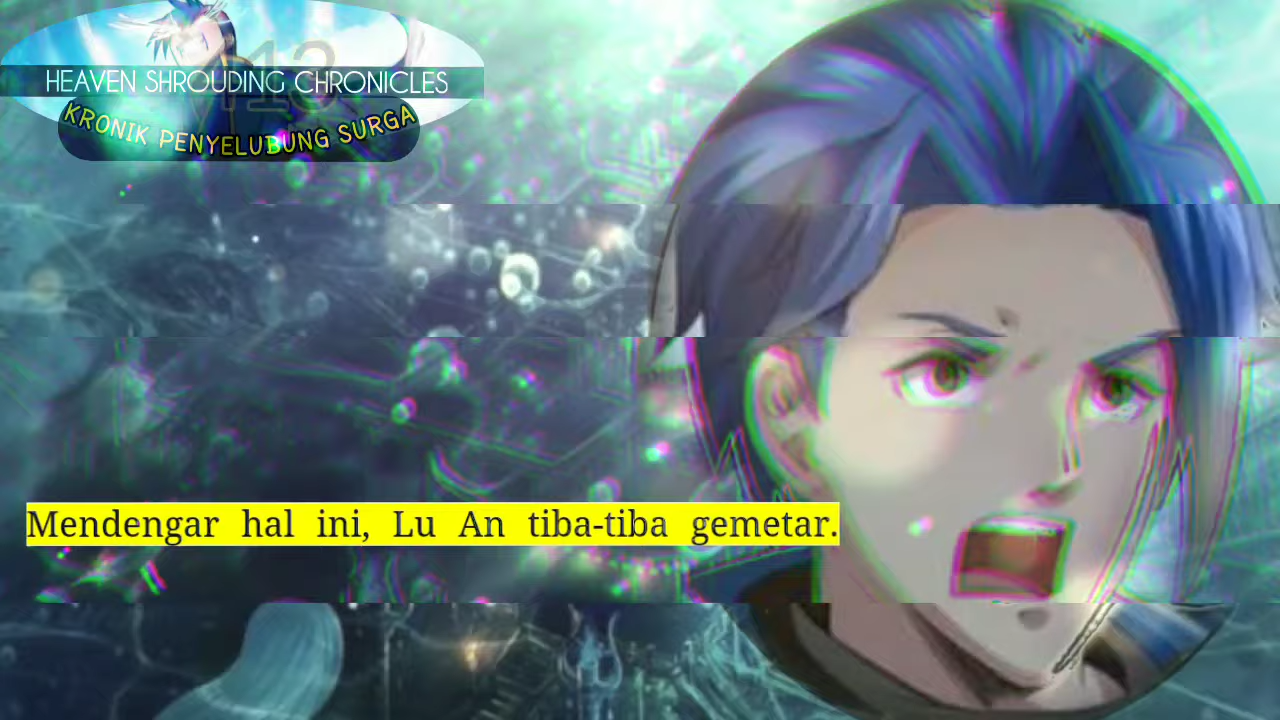 HEAVEN SHROUDING CHRONICLES
KRONIK PENYELUBUNG SURGA
Mendengar hal ini, Lu An tiba-tiba gemetar.